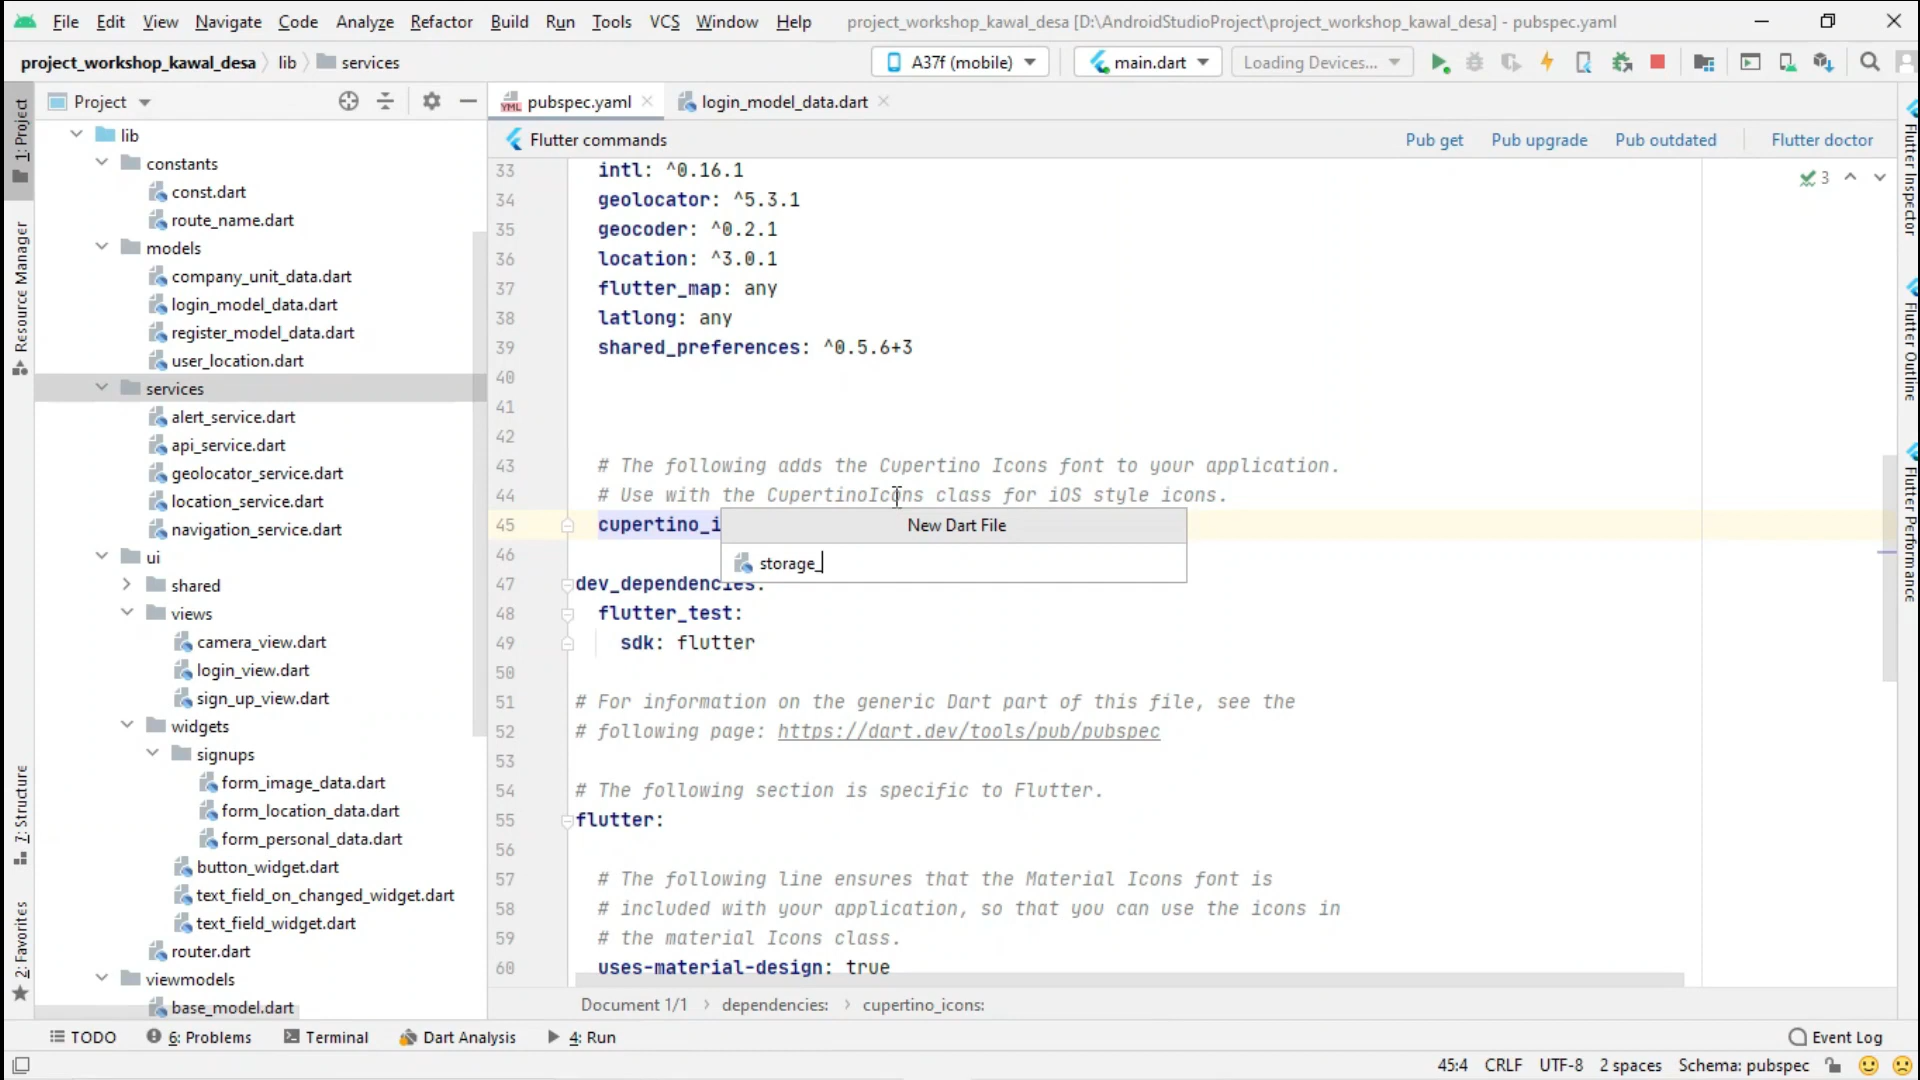 File Edit View Navigate Code Analyze Refactor Build Run Tools VCS Window Help project_workshop_kawal_desa [D:\AndroidStudioProject\project_workshop_kawal_desa] - pubspec.yaml
project_workshop_kawal_desa lib services A37f (mobile) main.dart Loading Devices...
Project pubspec.yaml login_model_data.dart
Flutter commands Pub get Pub upgrade Pub outdated Flutter doctor
1: Project
Resource Manager
7: Structure
2: Favorites
lib
constants
const.dart
route_name.dart
models
company_unit_data.dart
login_model_data.dart
register_model_data.dart
user_location.dart
services
alert_service.dart
api_service.dart
geolocator_service.dart
location_service.dart
navigation_service.dart
ui
shared
views
camera_view.dart
login_view.dart
sign_up_view.dart
widgets
signups
form_image_data.dart
form_location_data.dart
form_personal_data.dart
button_widget.dart
text_field_on_changed_widget.dart
text_field_widget.dart
router.dart
viewmodels
base_model.dart
33 intl: ^0.16.1
34 geolocator: ^5.3.1
35 geocoder: ^0.2.1
36 location: ^3.0.1
37 flutter_map: any
38 latlong: any
39 shared_preferences: ^0.5.6+3
40
41
42
43 # The following adds the Cupertino Icons font to your application.
44 # Use with the CupertinoIcons class for iOS style icons.
45 cupertino_i
46
47 dev_dependencies:
48 flutter_test:
49 sdk: flutter
50
51 # For information on the generic Dart part of this file, see the
52 # following page: https://dart.dev/tools/pub/pubspec
53
54 # The following section is specific to Flutter.
55 flutter:
56
57 # The following line ensures that the Material Icons font is
58 # included with your application, so that you can use the icons in
59 # the material Icons class.
60 uses-material-design: true
New Dart File
storage_
3
Flutter Inspector
Flutter Outline
Flutter Performance
Document 1/1 dependencies: cupertino_icons:
TODO 6: Problems Terminal Dart Analysis 4: Run Event Log
45:4 CRLF UTF-8 2 spaces Schema: pubspec